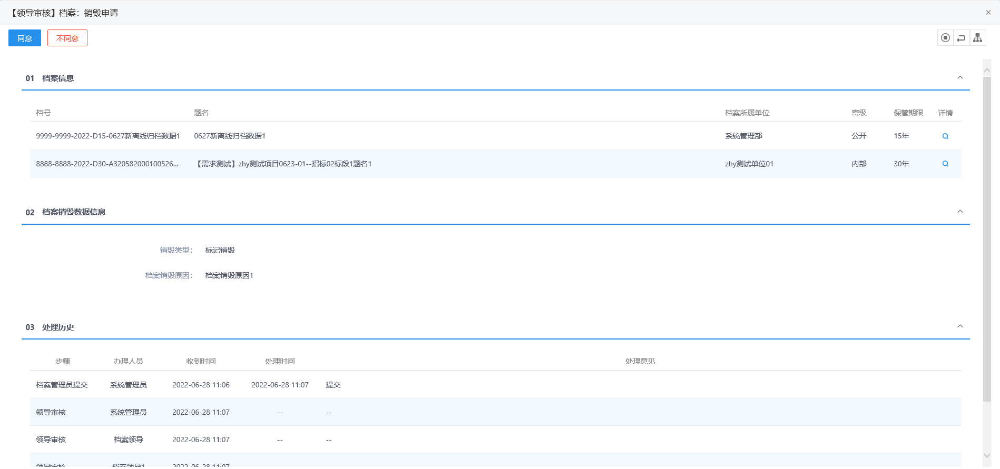 【领导审核】档案：销毁申请
同意 不同意
01 档案信息
档号 题名 档案所属单位 密级 保管期限 详情
9999-9999-2022-D15-0627新离线归档数据1 0627新离线归档数据1 系统管理部 公开 15年
8888-8888-2022-D30-A320582000100526... 【需求测试】zhy测试项目0623-01--招标02标段1题名1 zhy测试单位01 内部 30年
02 档案销毁数据信息
销毁类型： 标记销毁
档案销毁原因： 档案销毁原因1
03 处理历史
步骤 办理人员 收到时间 处理时间 处理意见
档案管理员提交 系统管理员 2022-06-28 11:06 2022-06-28 11:07 提交
领导审核 系统管理员 2022-06-28 11:07 -- --
领导审核 档案领导 2022-06-28 11:07 -- --
领导审核 档案领导1 2022-06-28 11:07